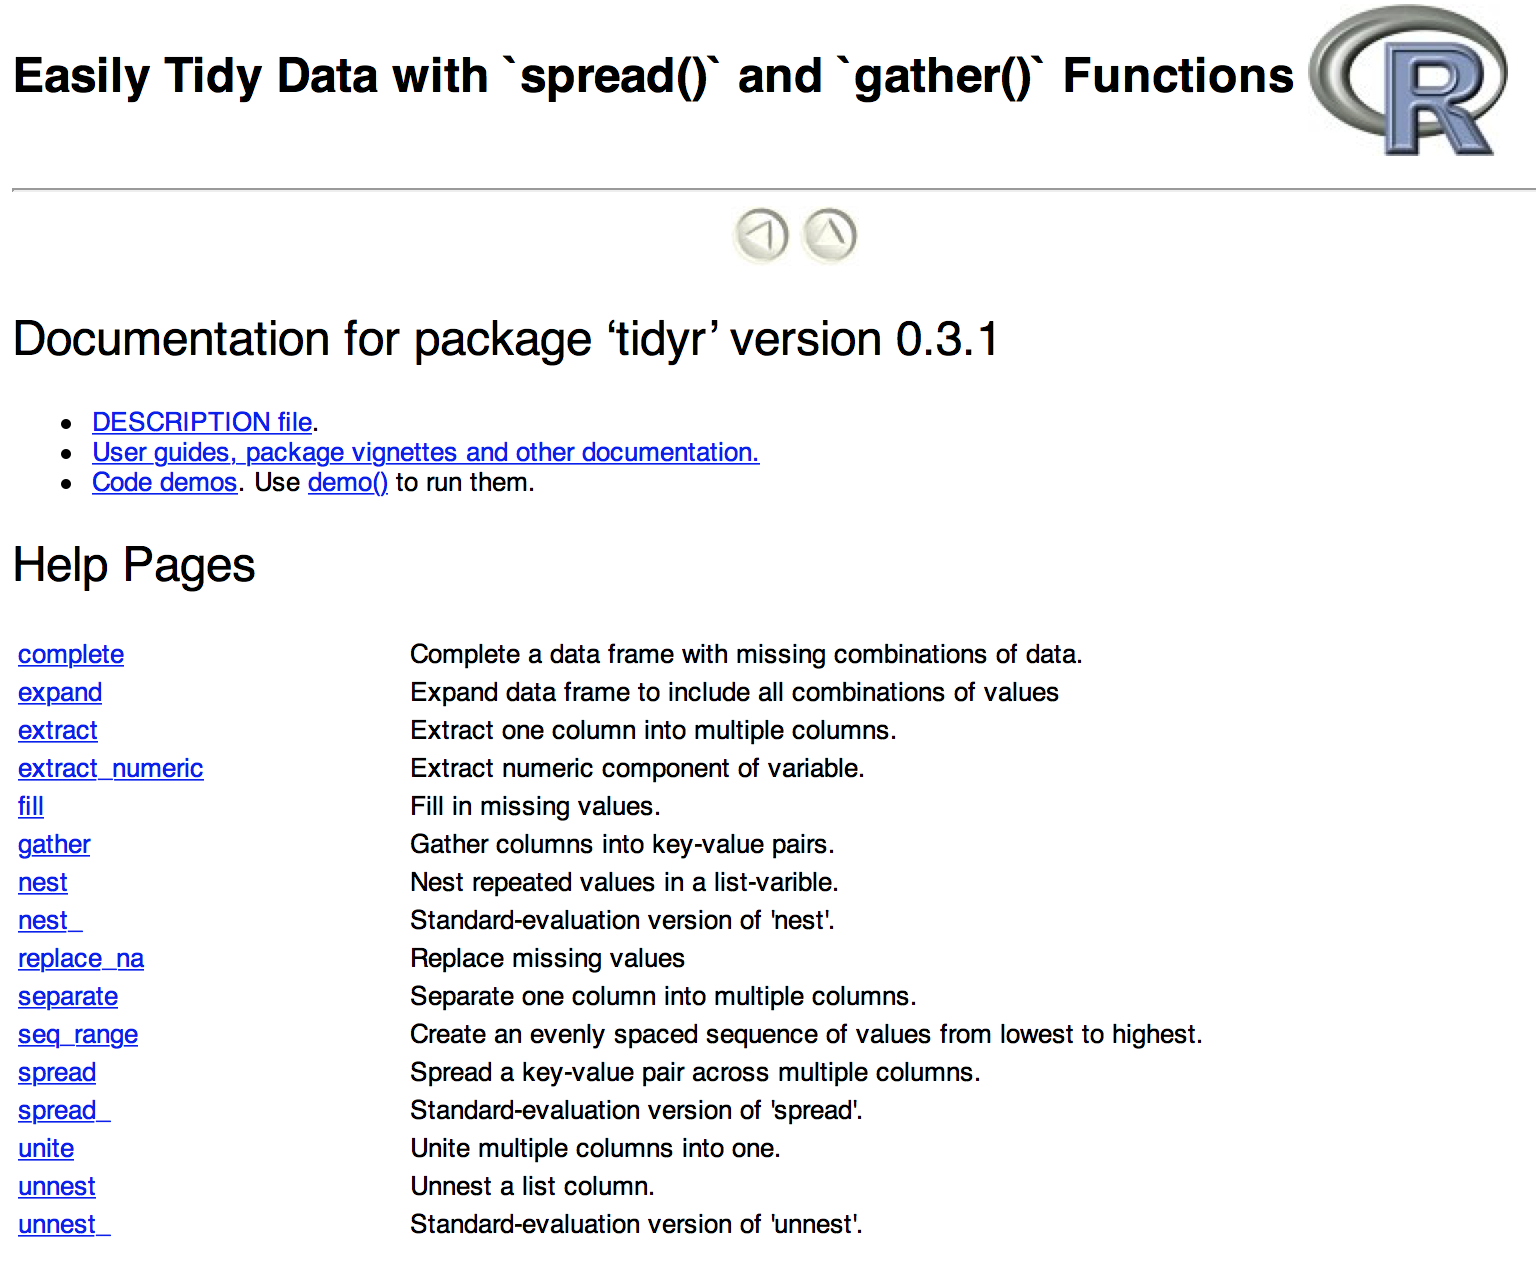 Easily Tidy Data with `spread()` and `gather()` Functions
R
Documentation for package ‘tidyr’ version 0.3.1
• DESCRIPTION file.
• User guides, package vignettes and other documentation.
• Code demos. Use demo() to run them.
Help Pages
complete Complete a data frame with missing combinations of data.
expand Expand data frame to include all combinations of values
extract Extract one column into multiple columns.
extract_numeric Extract numeric component of variable.
fill Fill in missing values.
gather Gather columns into key-value pairs.
nest Nest repeated values in a list-varible.
nest_ Standard-evaluation version of 'nest'.
replace_na Replace missing values
separate Separate one column into multiple columns.
seq_range Create an evenly spaced sequence of values from lowest to highest.
spread Spread a key-value pair across multiple columns.
spread_ Standard-evaluation version of 'spread'.
unite Unite multiple columns into one.
unnest Unnest a list column.
unnest_ Standard-evaluation version of 'unnest'.